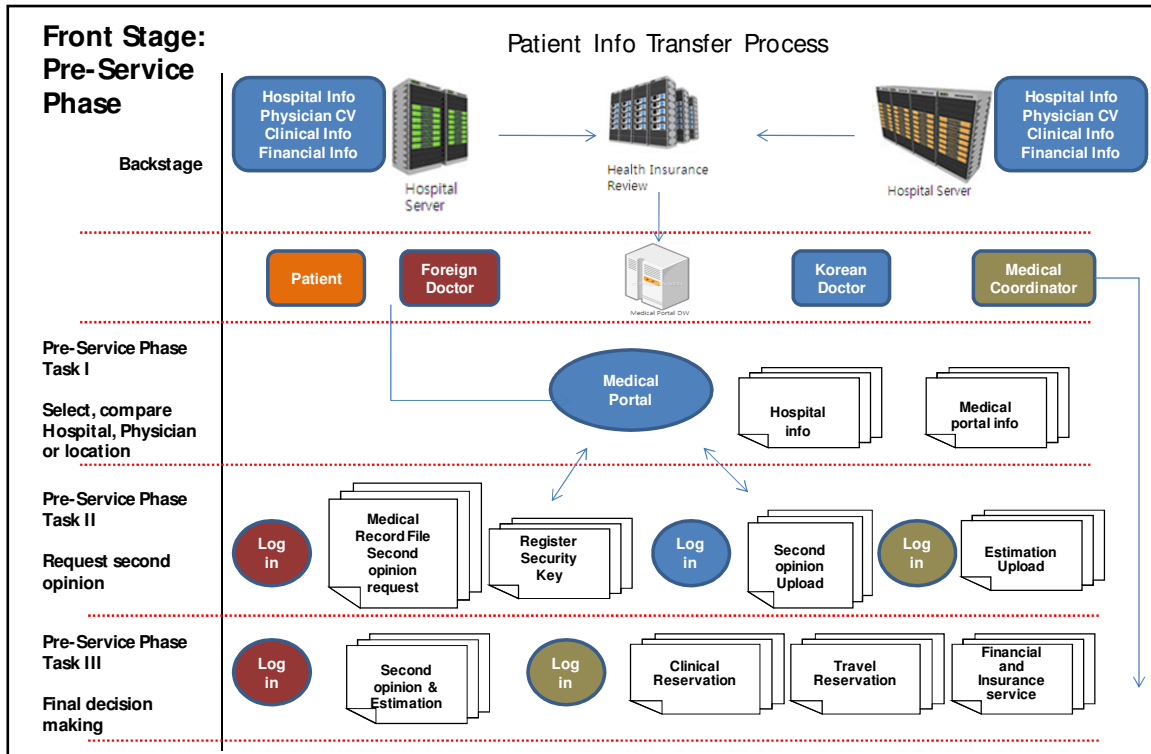 Front Stage:
Pre-Service
Phase
Patient Info Transfer Process
Backstage
Hospital Info
Physician CV
Clinical Info
Financial Info
Hospital
Server
Health Insurance
Review
Hospital Server
Hospital Info
Physician CV
Clinical Info
Financial Info
Patient
Foreign
Doctor
Medical Portal DW
Korean
Doctor
Medical
Coordinator
Pre-Service Phase
Task I
Select, compare
Hospital, Physician
or location
Medical
Portal
Hospital
info
Medical
portal info
Pre-Service Phase
Task II
Request second
opinion
Log
in
Medical
Record File
Second
opinion
request
Register
Security
Key
Log
in
Second
opinion
Upload
Log
in
Estimation
Upload
Pre-Service Phase
Task III
Final decision
making
Log
in
Second
opinion &
Estimation
Log
in
Clinical
Reservation
Travel
Reservation
Financial
and
Insurance
service